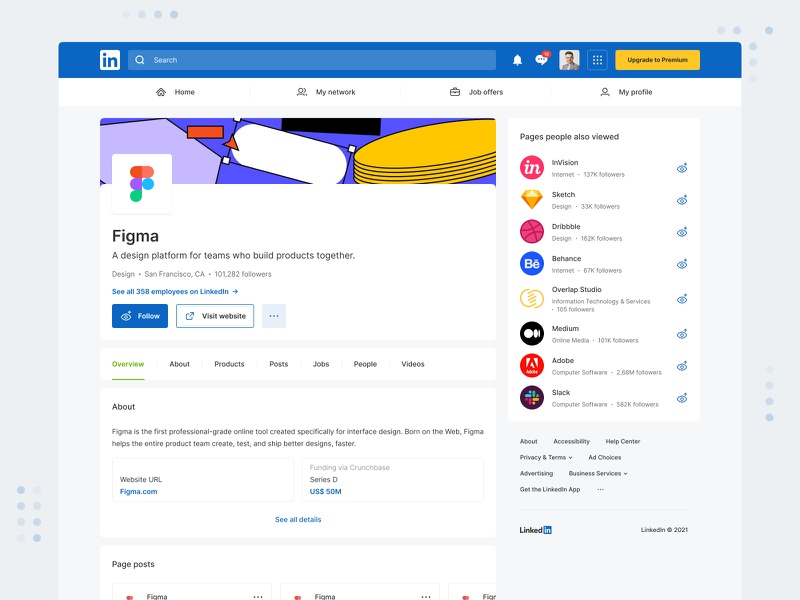 in
Search
11
Upgrade to Premium
Home
My network
Job offers
My profile
Figma
A design platform for teams who build products together.
Design • San Francisco, CA • 101,282 followers
See all 358 employees on LinkedIn →
Follow
Visit website
Overview
About
Products
Posts
Jobs
People
Videos
About
Figma is the first professional-grade online tool created specifically for interface design. Born on the Web, Figma
helps the entire product team create, test, and ship better designs, faster.
Website URL
Figma.com
Funding via Crunchbase
Series D
US$ 50M
See all details
Page posts
Figma
Figma
Figr
Pages people also viewed
in
InVision
Internet • 137K followers
Sketch
Design • 33K followers
Dribbble
Design • 162K followers
Bē
Behance
Internet • 67K followers
Overlap Studio
Information Technology & Services
• 105 followers
Medium
Online Media • 101K followers
Adobe
Adobe
Computer Software • 2,68M followers
Slack
Computer Software • 582K followers
About
Accessibility
Help Center
Privacy & Terms
Ad Choices
Advertising
Business Services
Get the LinkedIn App
Linked in
LinkedIn © 2021